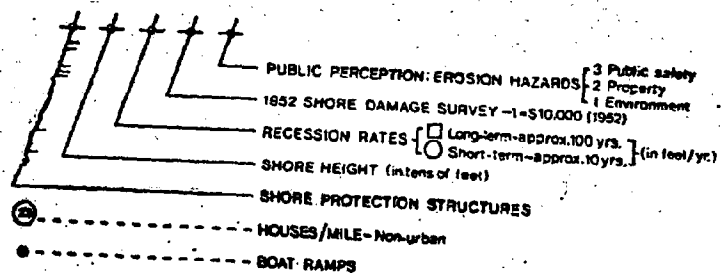 PUBLIC PERCEPTION: EROSION HAZARDS { 3 Public safety
2 Property
1 Environment
1952 SHORE DAMAGE SURVEY -1=$10,000 (1952)
RECESSION RATES { □ Long-term-approx.100 yrs.
○ Short-term-approx.10 yrs. } (in feet/yr.)
SHORE HEIGHT (in tens of feet)
SHORE PROTECTION STRUCTURES
HOUSES/MILE-Non-urban
BOAT RAMPS